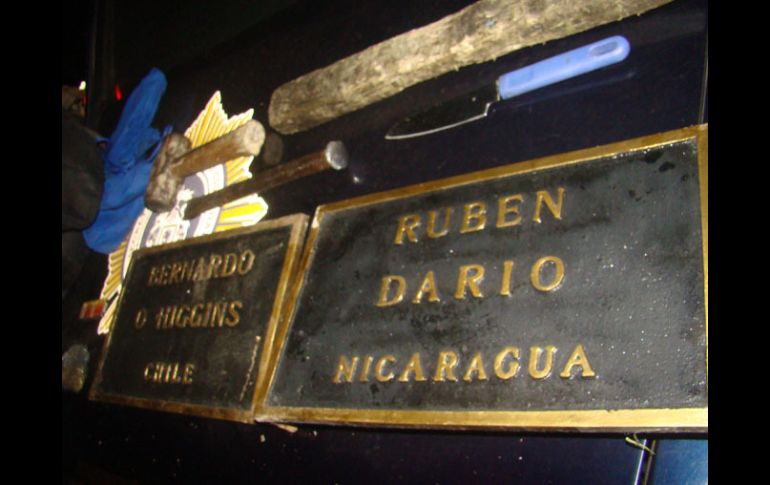 BERNARDO
O HIGGINS
CHILE
RUBEN
DARIO
NICARAGUA